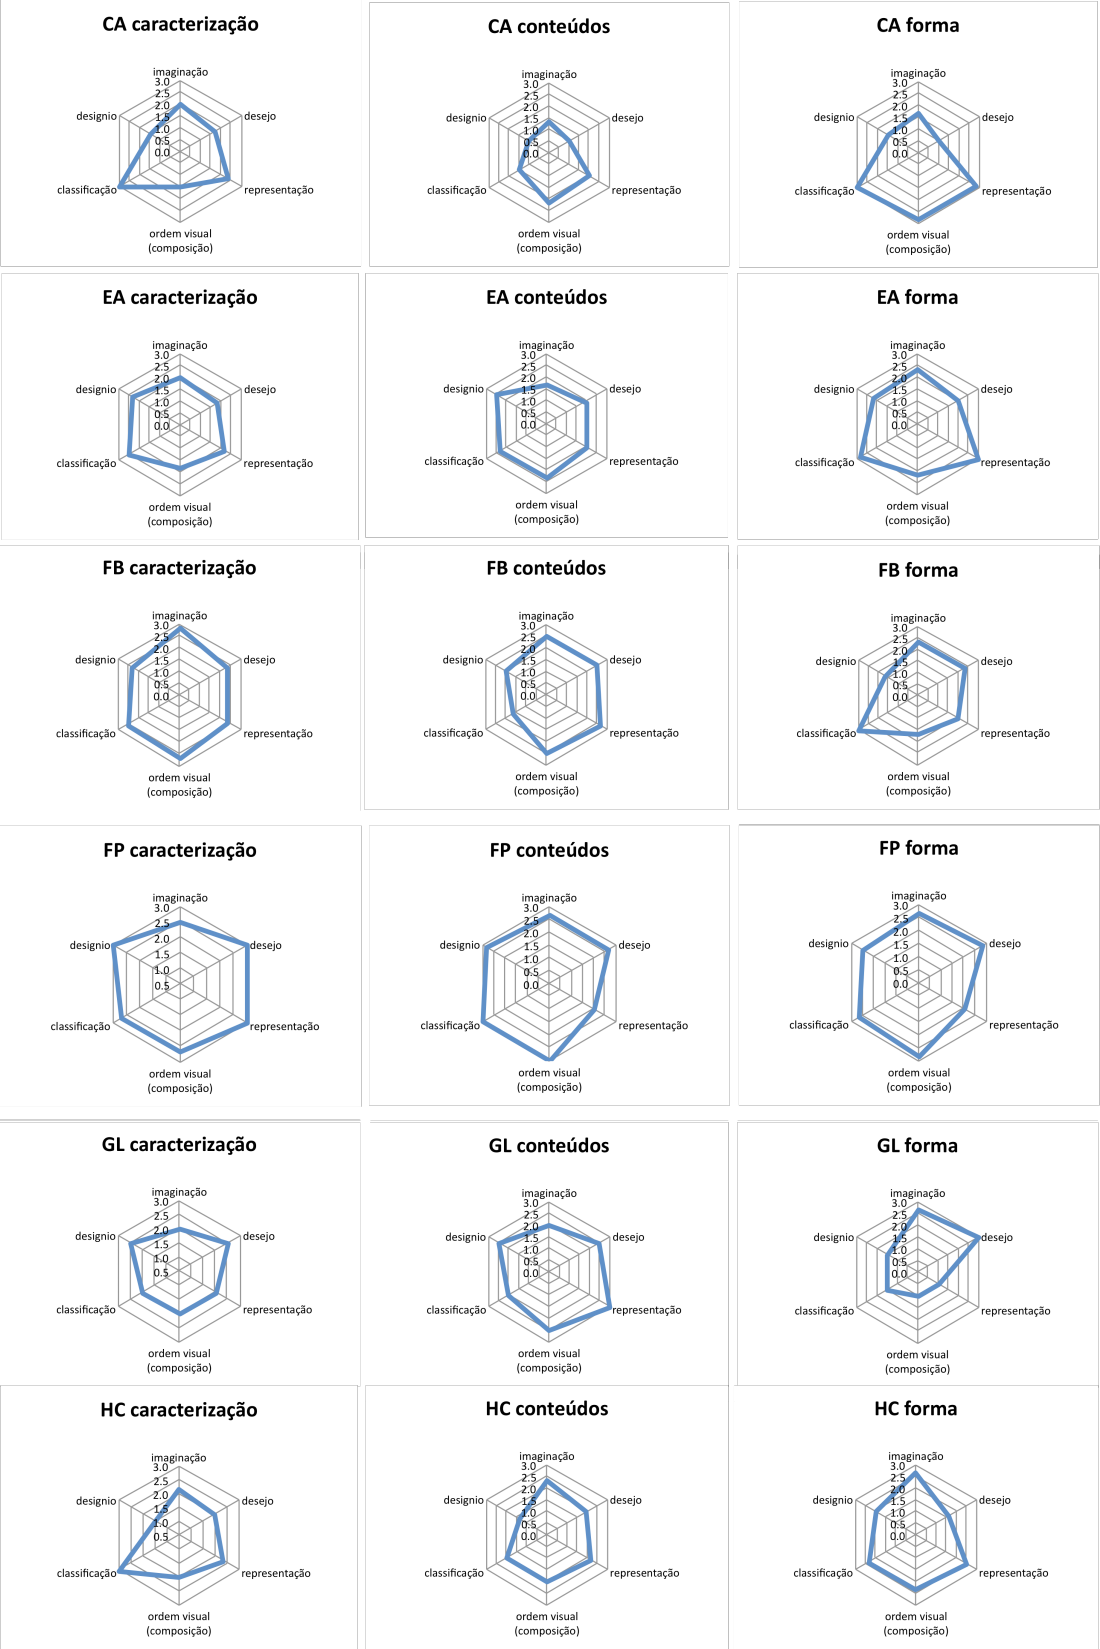 CA caracterização
imaginação
3.0
2.5
2.0
1.5
1.0
0.5
0.0
designio
desejo
classificação
representação
ordem visual
(composição)
CA conteúdos
imaginação
3.0
2.5
2.0
1.5
1.0
0.5
0.0
designio
desejo
classificação
representação
ordem visual
(composição)
CA forma
imaginação
3.0
2.5
2.0
1.5
1.0
0.5
0.0
designio
desejo
classificação
representação
ordem visual
(composição)
EA caracterização
imaginação
3.0
2.5
2.0
1.5
1.0
0.5
0.0
designio
desejo
classificação
representação
ordem visual
(composição)
EA conteúdos
imaginação
3.0
2.5
2.0
1.5
1.0
0.5
0.0
designio
desejo
classificação
representação
ordem visual
(composição)
EA forma
imaginação
3.0
2.5
2.0
1.5
1.0
0.5
0.0
designio
desejo
classificação
representação
ordem visual
(composição)
FB caracterização
imaginação
3.0
2.5
2.0
1.5
1.0
0.5
0.0
designio
desejo
classificação
representação
ordem visual
(composição)
FB conteúdos
imaginação
3.0
2.5
2.0
1.5
1.0
0.5
0.0
designio
desejo
classificação
representação
ordem visual
(composição)
FB forma
imaginação
3.0
2.5
2.0
1.5
1.0
0.5
0.0
designio
desejo
classificação
representação
ordem visual
(composição)
FP caracterização
imaginação
3.0
2.5
2.0
1.5
1.0
0.5
designio
desejo
classificação
representação
ordem visual
(composição)
FP conteúdos
imaginação
3.0
2.5
2.0
1.5
1.0
0.5
0.0
designio
desejo
classificação
representação
ordem visual
(composição)
FP forma
imaginação
3.0
2.5
2.0
1.5
1.0
0.5
0.0
designio
desejo
classificação
representação
ordem visual
(composição)
GL caracterização
imaginação
3.0
2.5
2.0
1.5
1.0
0.5
designio
desejo
classificação
representação
ordem visual
(composição)
GL conteúdos
imaginação
3.0
2.5
2.0
1.5
1.0
0.5
0.0
designio
desejo
classificação
representação
ordem visual
(composição)
GL forma
imaginação
3.0
2.5
2.0
1.5
1.0
0.5
0.0
designio
desejo
classificação
representação
ordem visual
(composição)
HC caracterização
imaginação
3.0
2.5
2.0
1.5
1.0
0.5
designio
desejo
classificação
representação
ordem visual
(composição)
HC conteúdos
imaginação
3.0
2.5
2.0
1.5
1.0
0.5
0.0
designio
desejo
classificação
representação
ordem visual
(composição)
HC forma
imaginação
3.0
2.5
2.0
1.5
1.0
0.5
0.0
designio
desejo
classificação
representação
ordem visual
(composição)